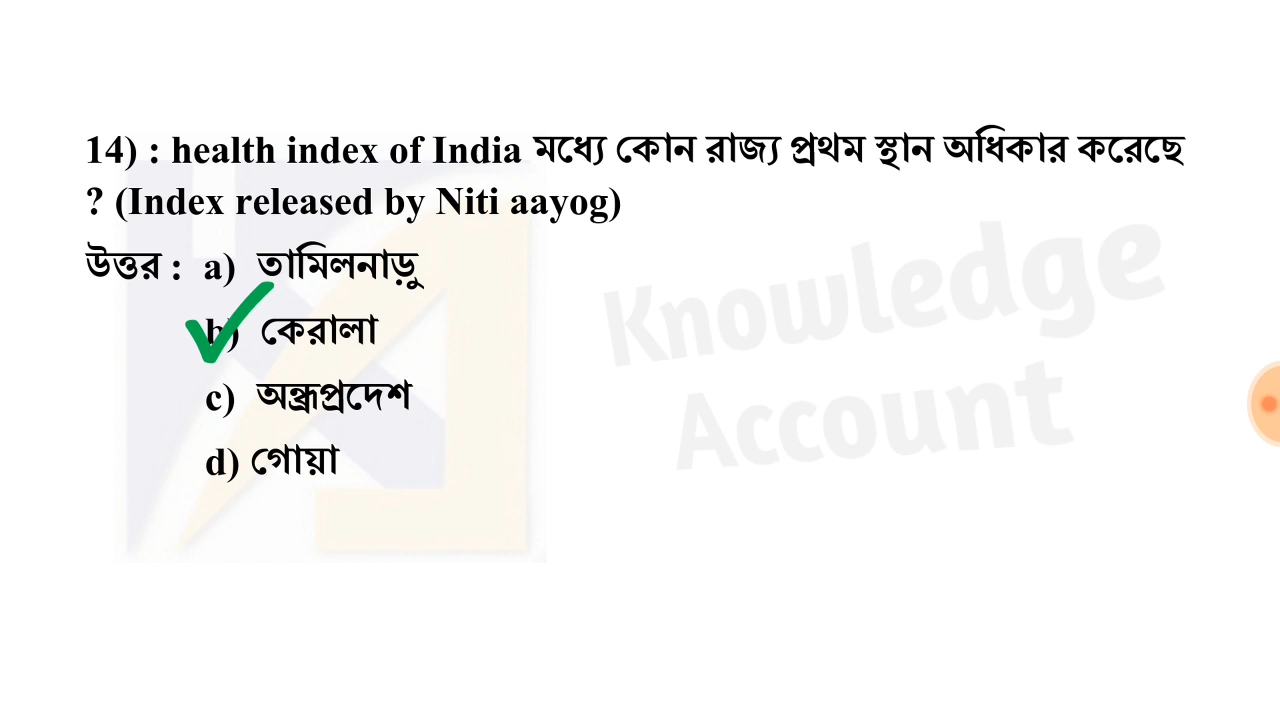 14) : health index of India মধ্যে কোন রাজ্য প্রথম স্থান অধিকার করেছে
? (Index released by Niti aayog)
উত্তর : a) তামিলনাড়ু
b) কেরালা
c) অন্ধ্রপ্রদেশ
d) গোয়া
Knowledge
Account